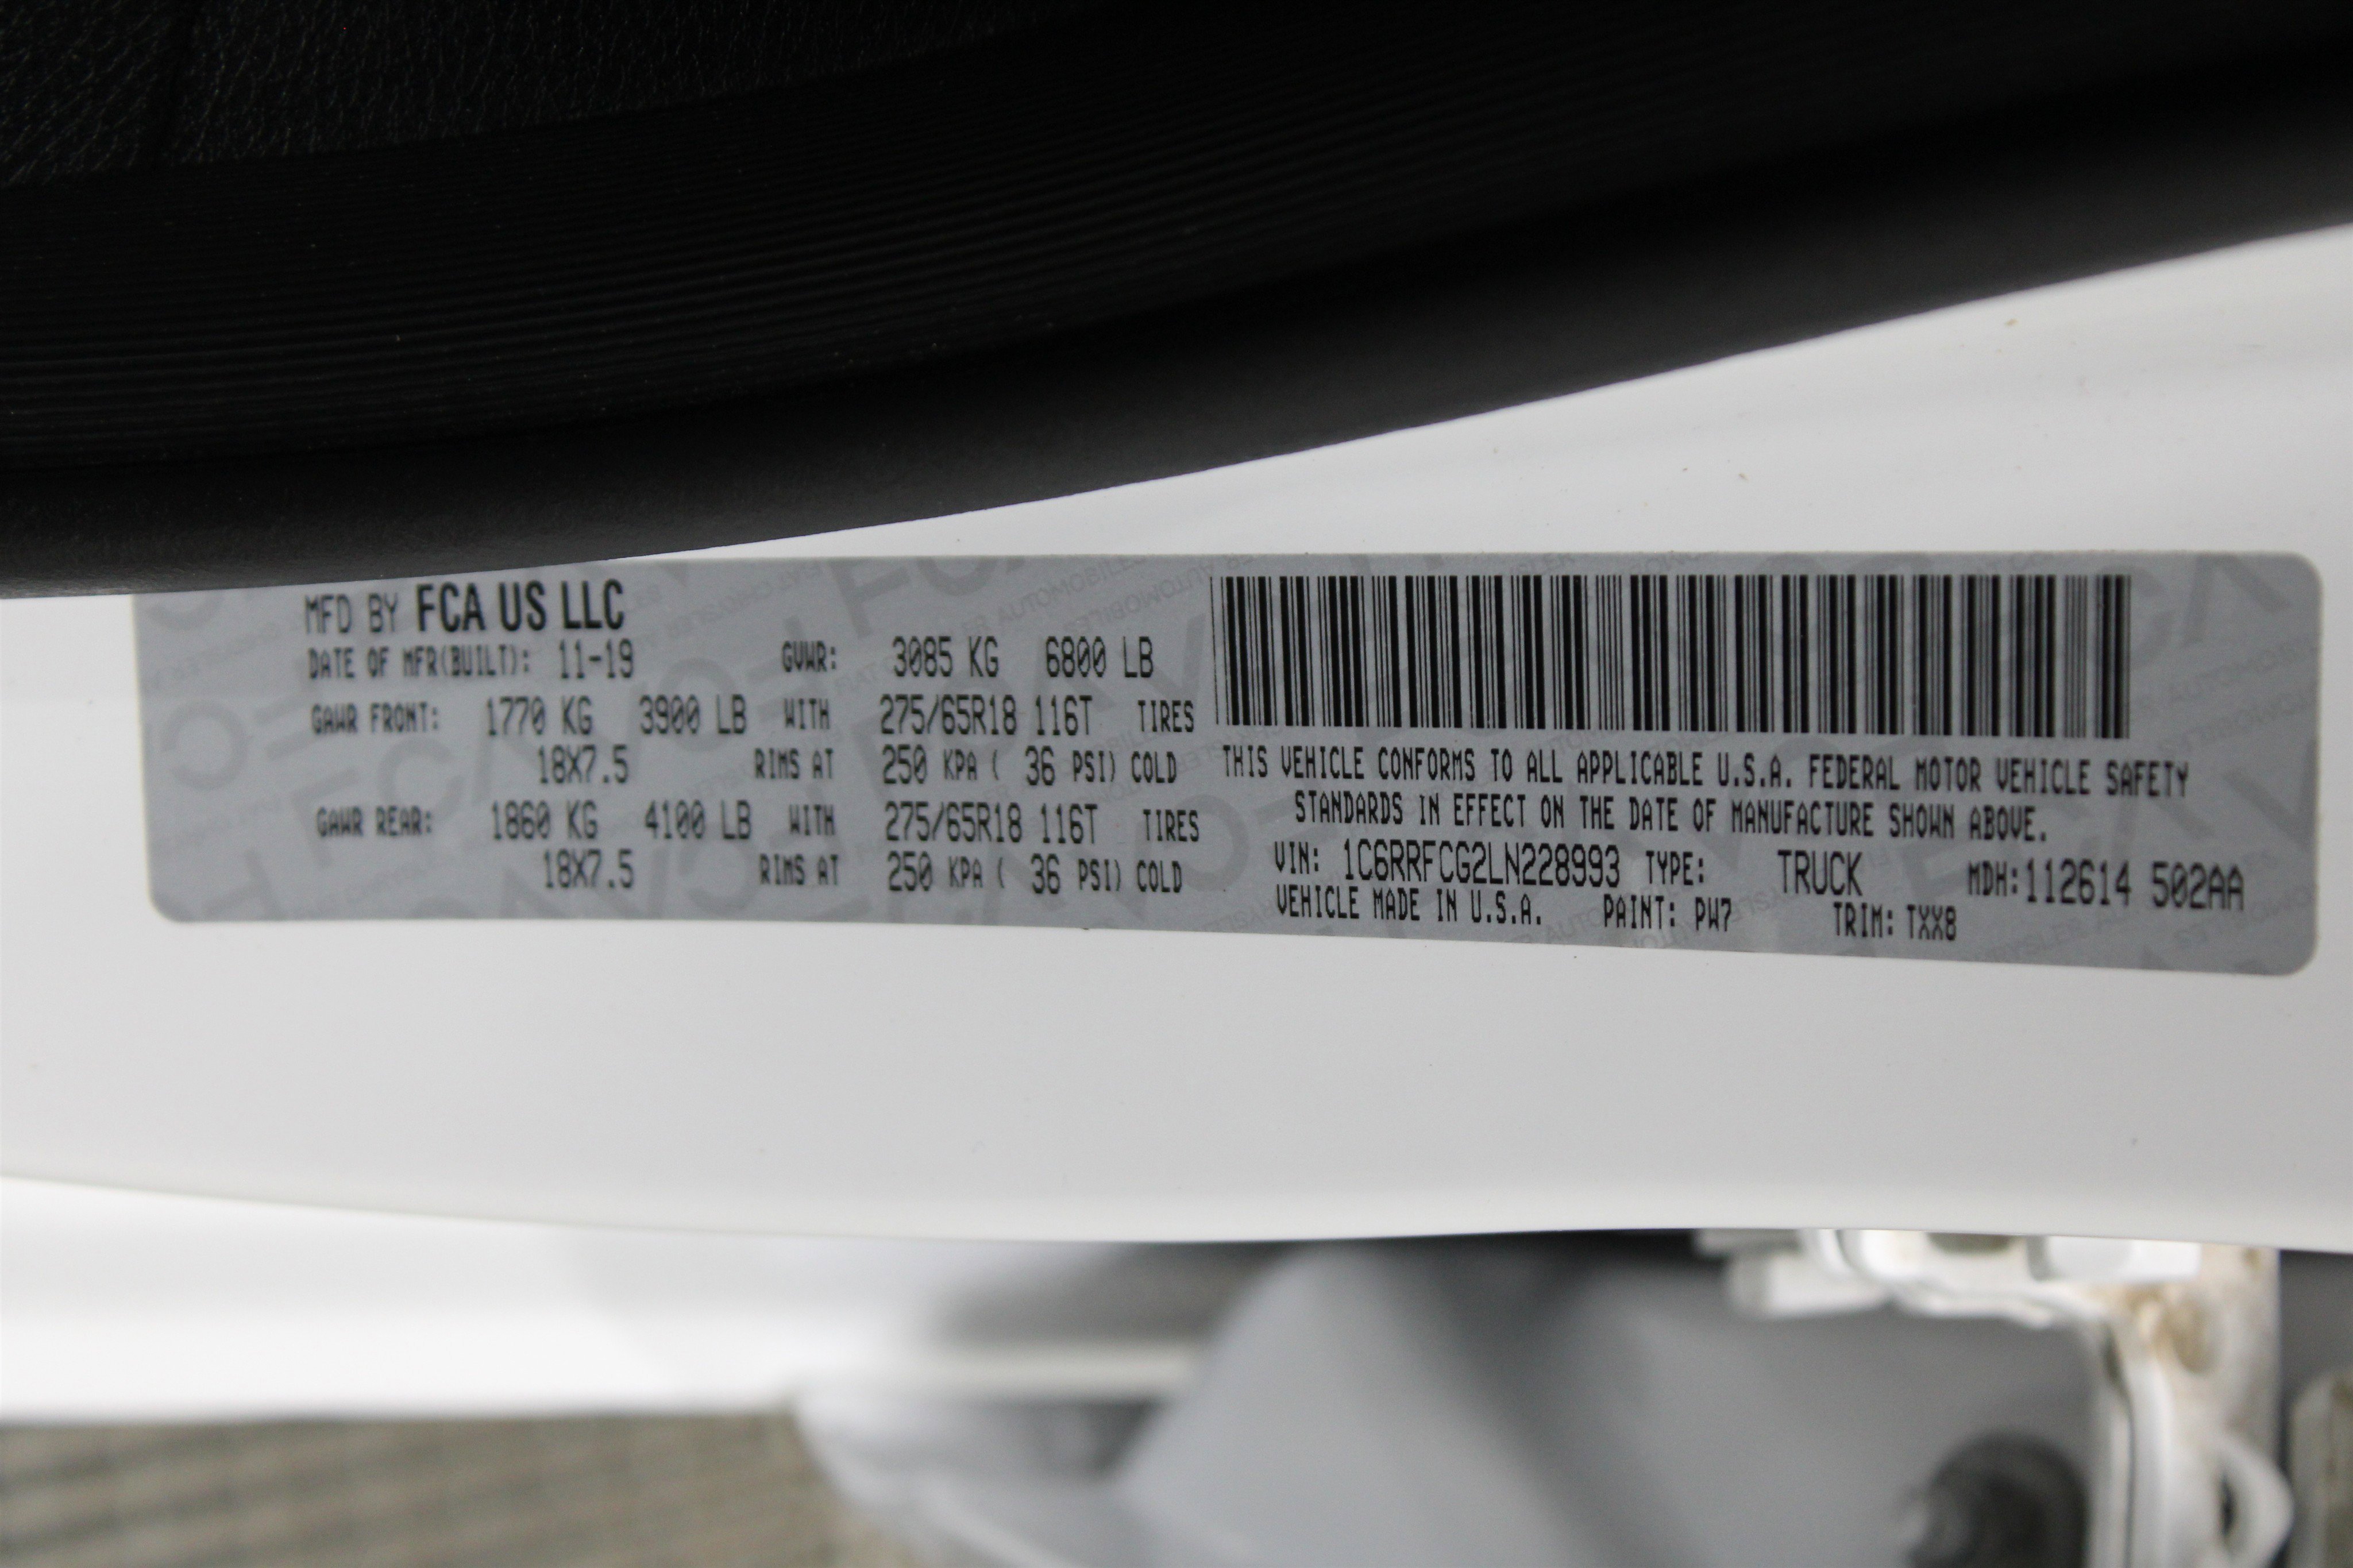 MFD BY FCA US LLC
DATE OF MFR(BUILT): 11-19 GVWR: 3085 KG 6800 LB
GAWR FRONT: 1770 KG 3900 LB WITH 275/65R18 116T TIRES
18X7.5 RIMS AT 250 KPA ( 36 PSI) COLD
GAWR REAR: 1860 KG 4100 LB WITH 275/65R18 116T TIRES
18X7.5 RIMS AT 250 KPA ( 36 PSI) COLD
THIS VEHICLE CONFORMS TO ALL APPLICABLE U.S.A. FEDERAL MOTOR VEHICLE SAFETY
STANDARDS IN EFFECT ON THE DATE OF MANUFACTURE SHOWN ABOVE.
VIN: 1C6RRFCG2LN228993 TYPE: TRUCK MDH:112614 502AA
VEHICLE MADE IN U.S.A. PAINT: PW7 TRIM: TXX8